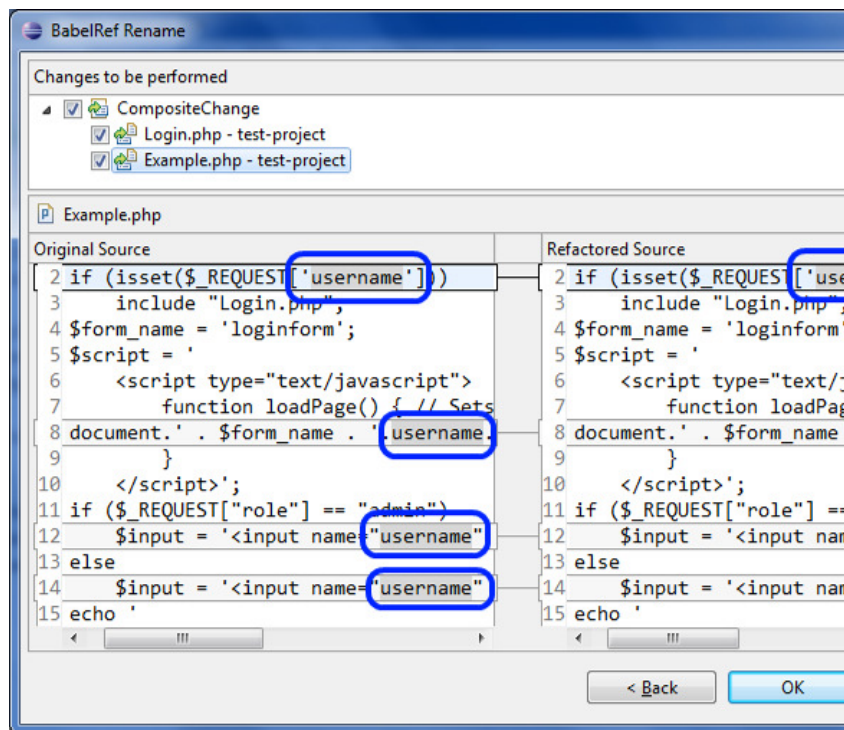 BabelRef Rename
Changes to be performed
CompositeChange
Login.php - test-project
Example.php - test-project
Example.php
Original Source
2 if (isset($_REQUEST['username']))
3 include "Login.php";
4 $form_name = 'loginform';
5 $script = '
6 <script type="text/javascript">
7 function loadPage() { // Sets
8 document.' . $form_name . '.username.
9 }
10 </script>';
11 if ($_REQUEST["role"] == "admin")
12 $input = '<input name="username"
13 else
14 $input = '<input name="username"
15 echo '
Refactored Source
2 if (isset($_REQUEST['use
3 include "Login.php";
4 $form_name = 'loginform'
5 $script = '
6 <script type="text/j
7 function loadPag
8 document.' . $form_name
9 }
10 </script>';
11 if ($_REQUEST["role"] ==
12 $input = '<input nam
13 else
14 $input = '<input nam
15 echo '
< Back
OK